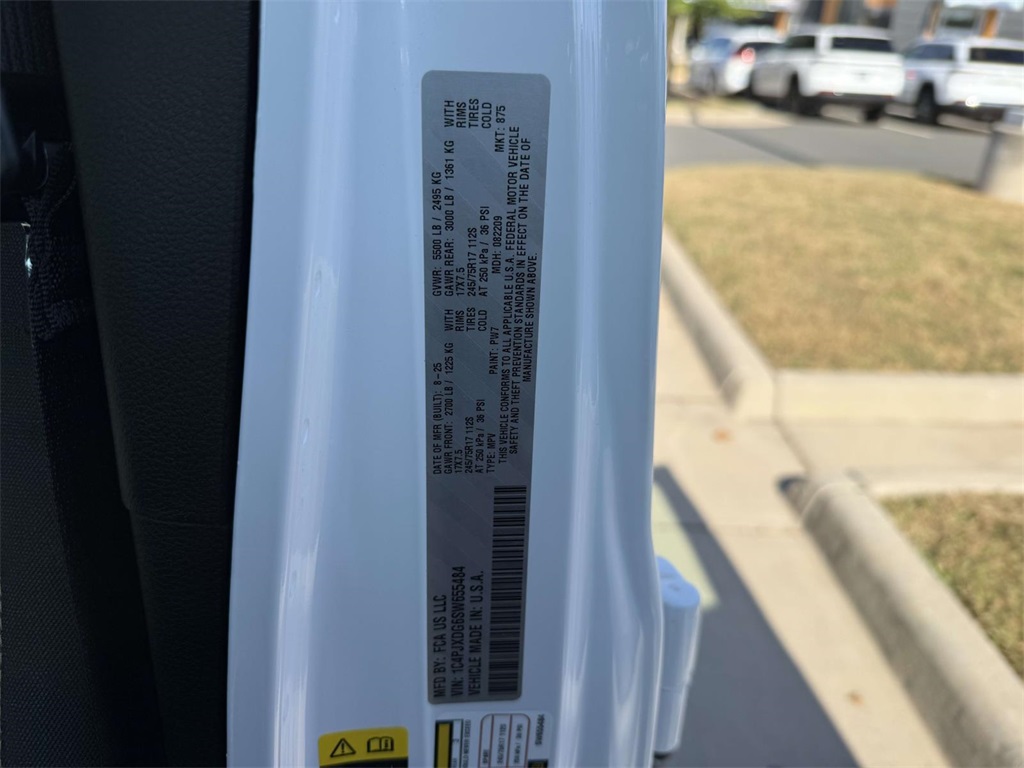 MFD BY: FCA US LLC
VIN: 1C4PJXDG6SW655484
VEHICLE MADE IN: U.S.A.
DATE OF MFR (BUILT): 8-25 GVWR: 5500 LB / 2495 KG
GAWR FRONT: 2700 LB / 1225 KG WITH GAWR REAR: 3000 LB / 1361 KG WITH
17X7.5 RIMS 17X7.5 RIMS
245/75R17 112S TIRES 245/75R17 112S TIRES
AT 250 kPa / 36 PSI COLD AT 250 kPa / 36 PSI COLD
TYPE: MPV PAINT: PW7 MDH: 082209 MKT: 875
THIS VEHICLE CONFORMS TO ALL APPLICABLE U.S.A. FEDERAL MOTOR VEHICLE
SAFETY AND THEFT PREVENTION STANDARDS IN EFFECT ON THE DATE OF
MANUFACTURE SHOWN ABOVE.